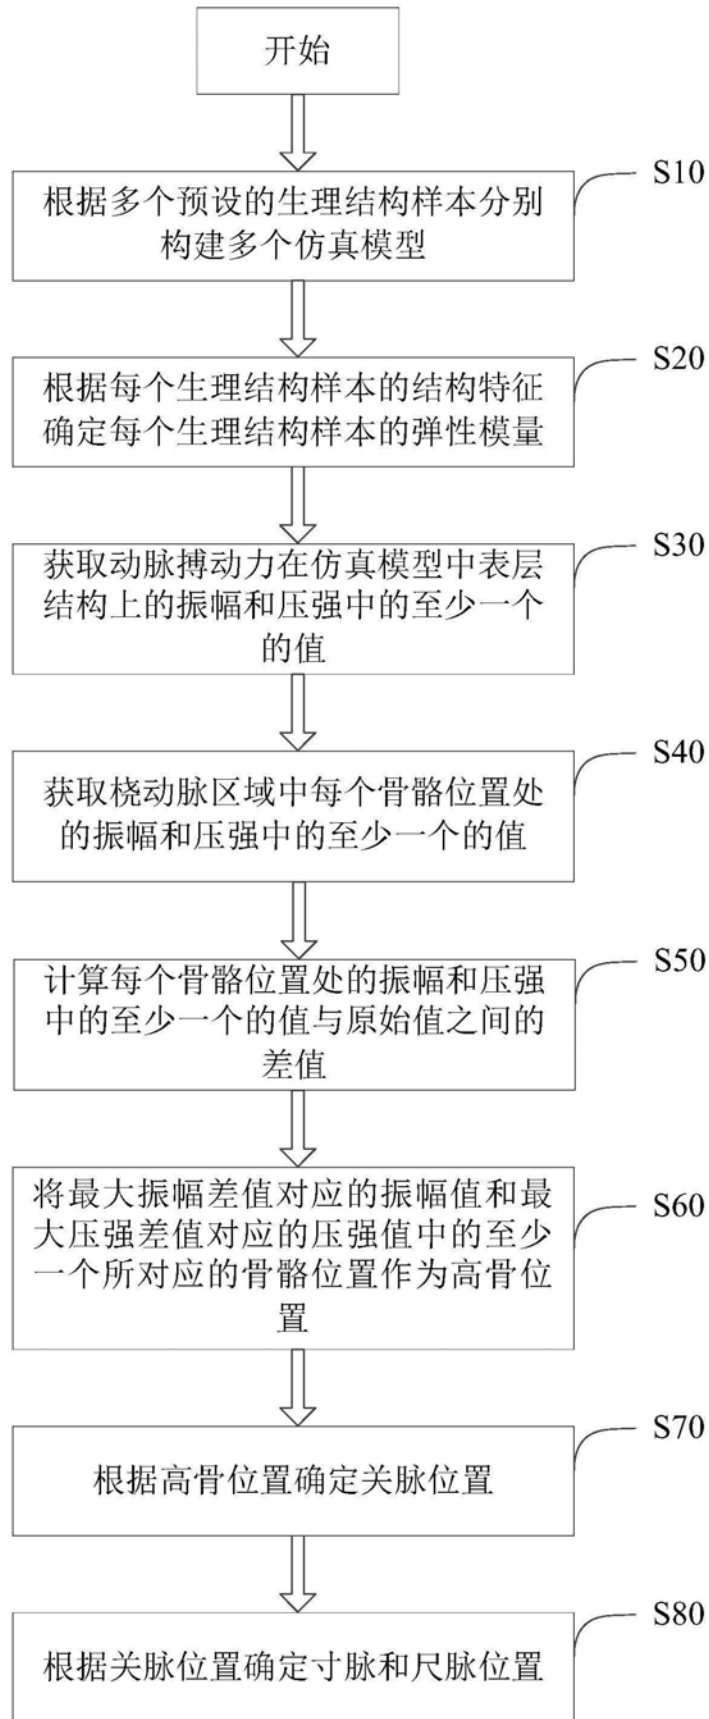 开始
S10
根据多个预设的生理结构样本分别
构建多个仿真模型
S20
根据每个生理结构样本的结构特征
确定每个生理结构样本的弹性模量
S30
获取动脉搏动力在仿真模型中表层
结构上的振幅和压强中的至少一个
的值
S40
获取桡动脉区域中每个骨骼位置处
的振幅和压强中的至少一个的值
S50
计算每个骨骼位置处的振幅和压强
中的至少一个的值与原始值之间的
差值
S60
将最大振幅差值对应的振幅值和最
大压强差值对应的压强值中的至少
一个所对应的骨骼位置作为高骨位
置
S70
根据高骨位置确定关脉位置
S80
根据关脉位置确定寸脉和尺脉位置